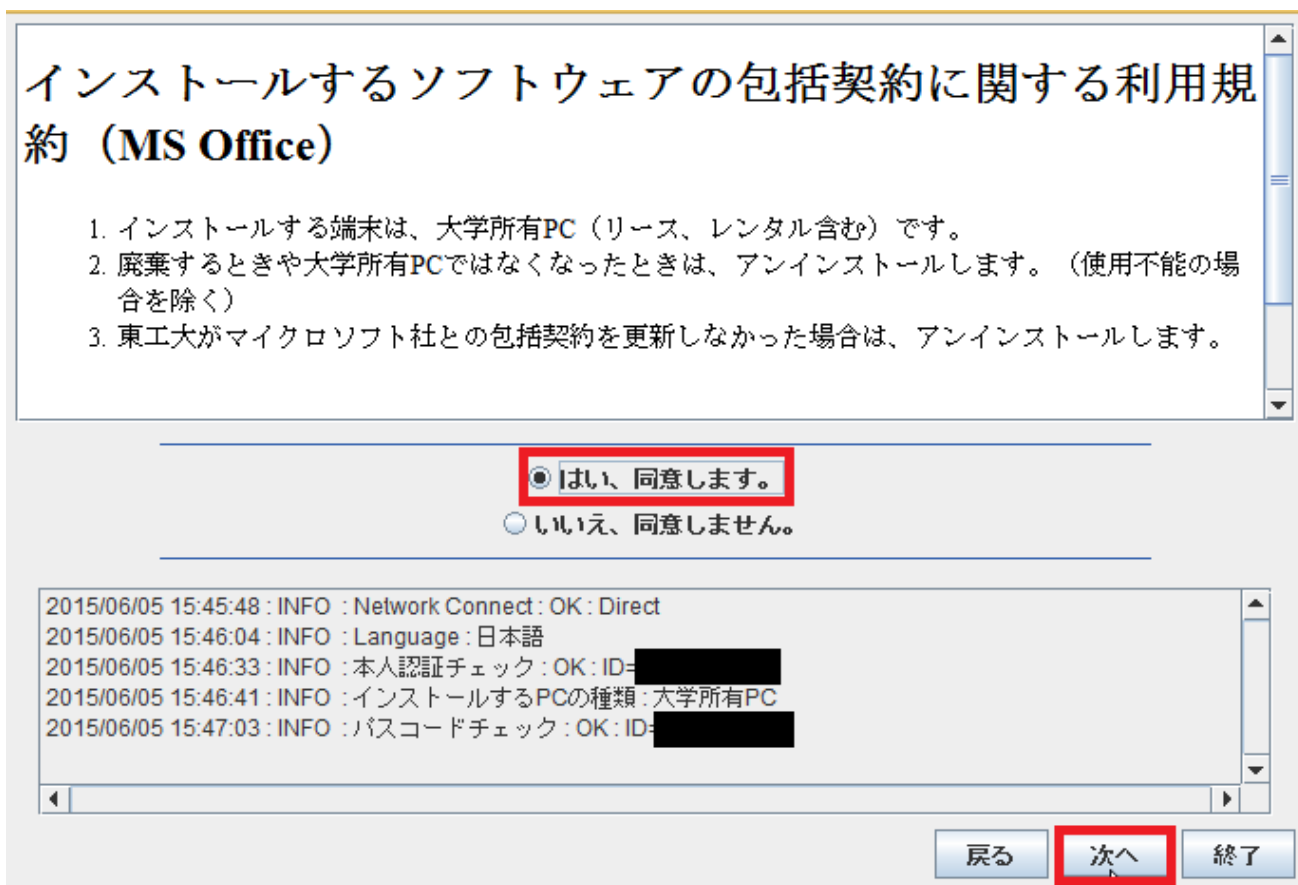 インストールするソフトウェアの包括契約に関する利用規
約（MS Office）
1. インストールする端末は、大学所有PC（リース、レンタル含む）です。
2. 廃棄するときや大学所有PCではなくなったときは、アンインストールします。（使用不能の場
合を除く）
3. 東工大がマイクロソフト社との包括契約を更新しなかった場合は、アンインストールします。
はい、同意します。
いいえ、同意しません。
2015/06/05 15:45:48 : INFO : Network Connect : OK : Direct
2015/06/05 15:46:04 : INFO : Language : 日本語
2015/06/05 15:46:33 : INFO : 本人認証チェック : OK : ID=
2015/06/05 15:46:41 : INFO : インストールするPCの種類 : 大学所有PC
2015/06/05 15:47:03 : INFO : パスコードチェック : OK : ID=
戻る 次へ 終了